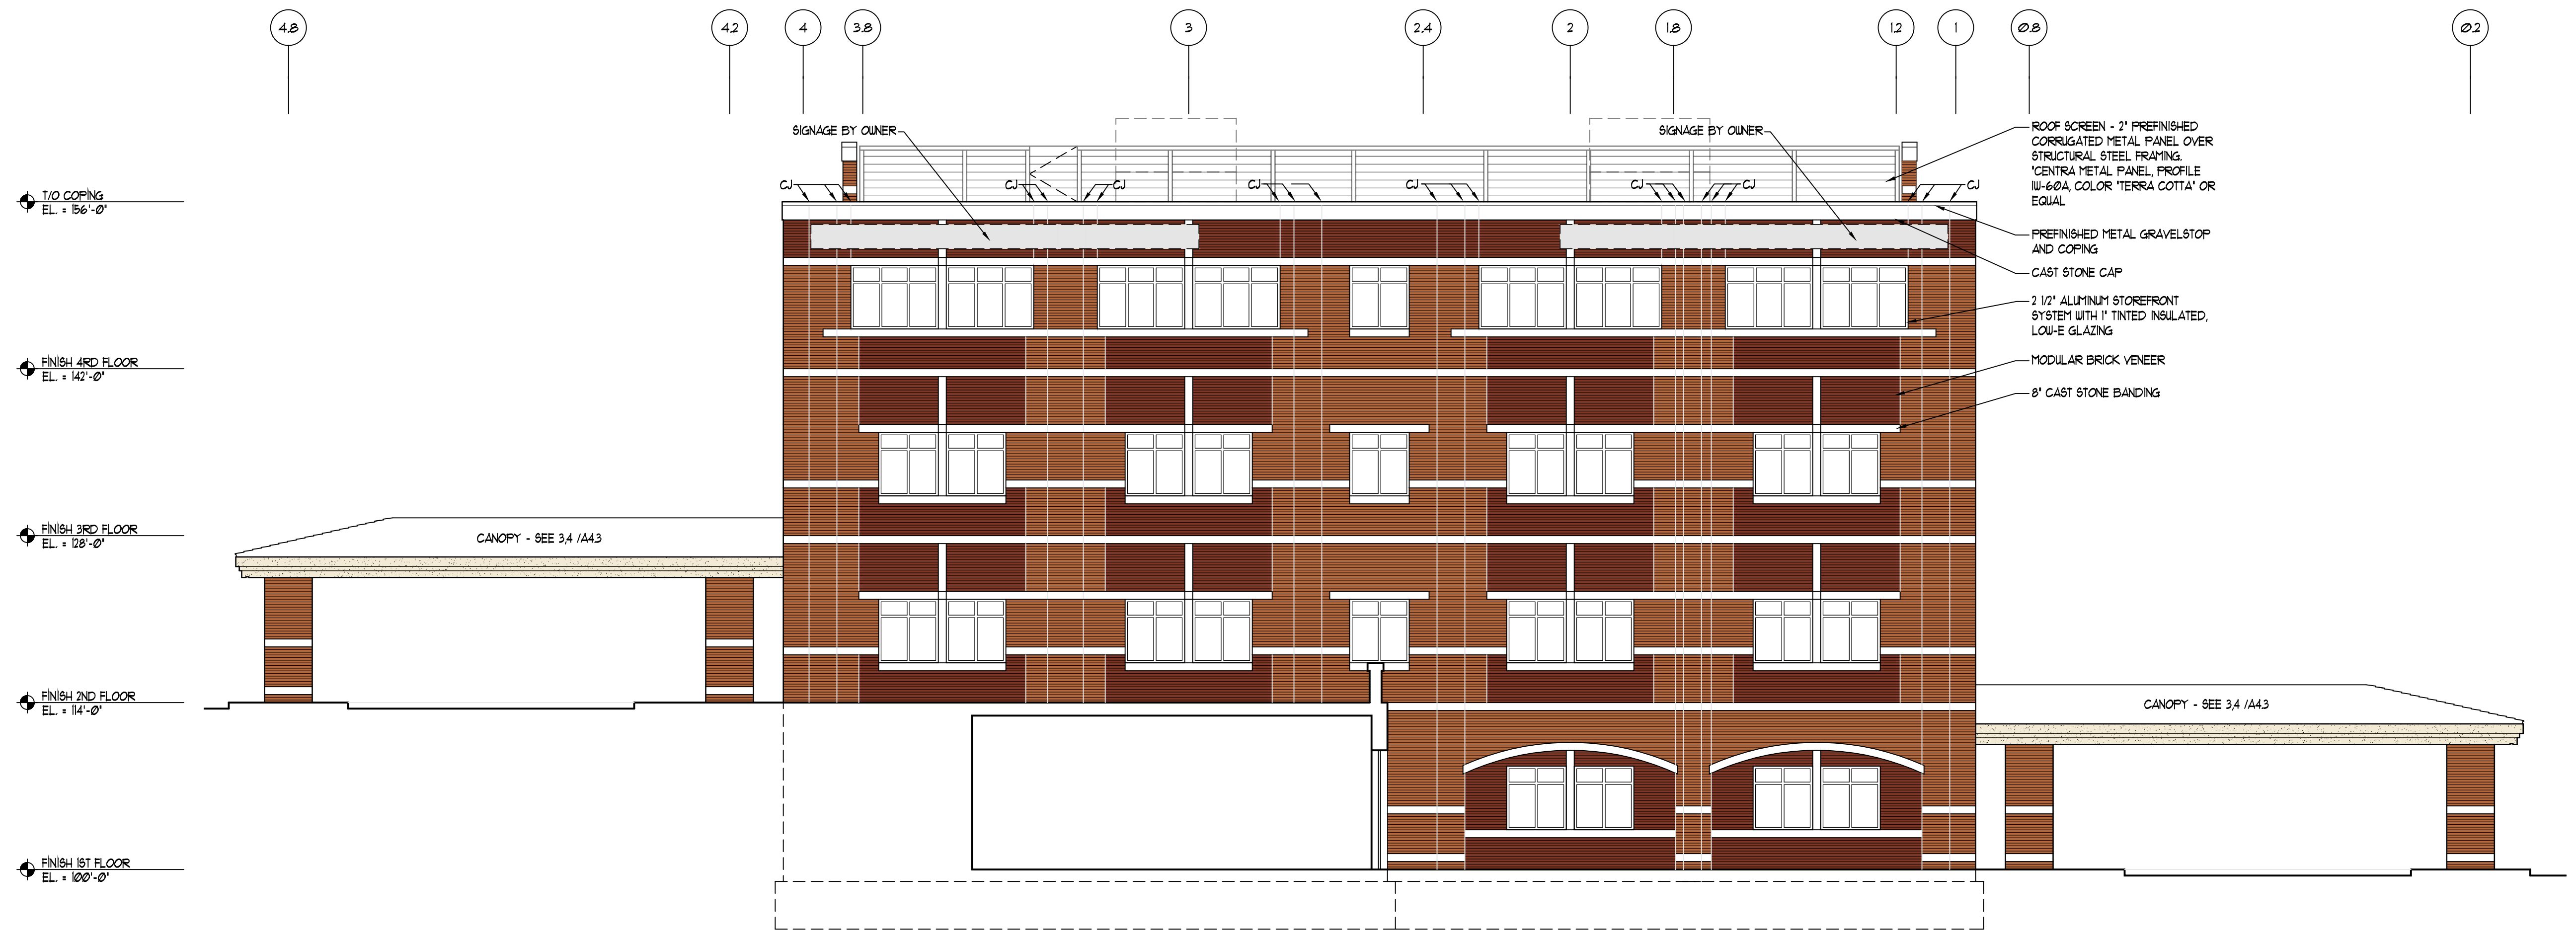 4.8
4.2
4
3.8
3
2.4
2
1.8
1.2
1
0.8
0.2
SIGNAGE BY OWNER
SIGNAGE BY OWNER
ROOF SCREEN - 2" PREFINISHED
CORRUGATED METAL PANEL OVER
STRUCTURAL STEEL FRAMING.
"CENTRA METAL PANEL, PROFILE
IW-60A, COLOR "TERRA COTTA" OR
EQUAL
CJ
CJ
CJ
CJ
CJ
CJ
CJ
CJ
T/O COPING
EL. = 156'-0"
PREFINISHED METAL GRAVELSTOP
AND COPING
CAST STONE CAP
2 1/2" ALUMINUM STOREFRONT
SYSTEM WITH 1" TINTED INSULATED,
LOW-E GLAZING
FINISH 4RD FLOOR
EL. = 142'-0"
MODULAR BRICK VENEER
8" CAST STONE BANDING
FINISH 3RD FLOOR
EL. = 128'-0"
CANOPY - SEE 3,4 /A4.3
FINISH 2ND FLOOR
EL. = 114'-0"
CANOPY - SEE 3,4 /A4.3
FINISH 1ST FLOOR
EL. = 100'-0"